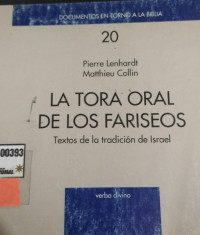 DOCUMENTOS EN TORNO A LA BIBLIA
20
Pierre Lenhardt
Matthieu Collin
LA TORA ORAL
DE LOS FARISEOS
Textos de la tradición de Israel
00393
verbo divino